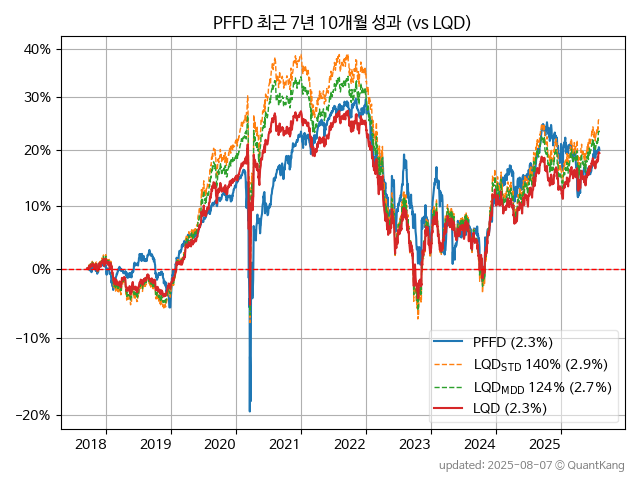 PFFD 최근 7년 10개월 성과 (vs LQD)
40%
30%
20%
10%
0%
−10%
−20%
2018 2019 2020 2021 2022 2023 2024 2025
PFFD (2.3%)
LQD_STD 140% (2.9%)
LQD_MDD 124% (2.7%)
LQD (2.3%)
updated: 2025-08-07 © QuantKang